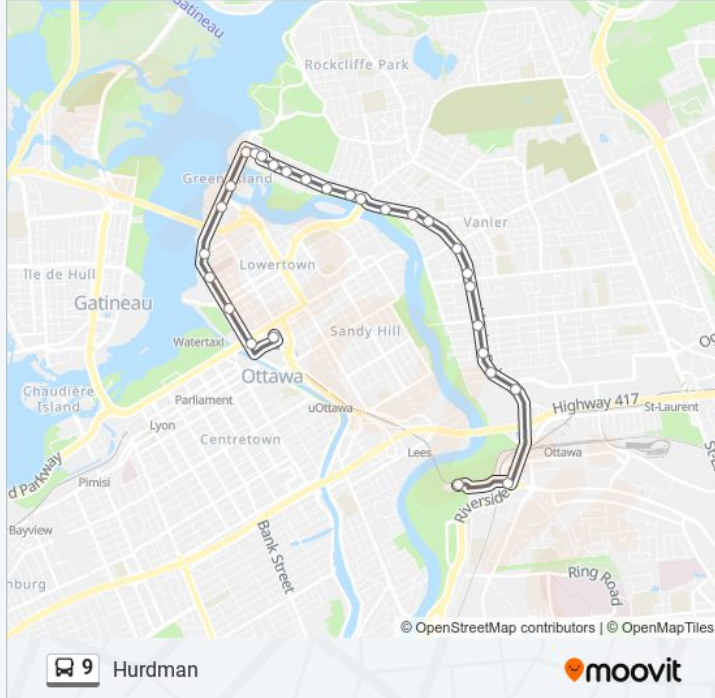 Gatineau
Rockcliffe Park
Green Island
Vanier
Lowertown
Île de Hull
Gatineau
Sandy Hill
Watertaxi
Ottawa
Chaudière
Island
Parliament
uOttawa
Highway 417
St-Laurent
Lyon
Centretown
Lees
Ottawa
d Parkway
Pimisi
Riverside
Bayview
Bank Street
nburg
Ring Road
© OpenStreetMap contributors | © OpenMapTiles
9 Hurdman
moovit